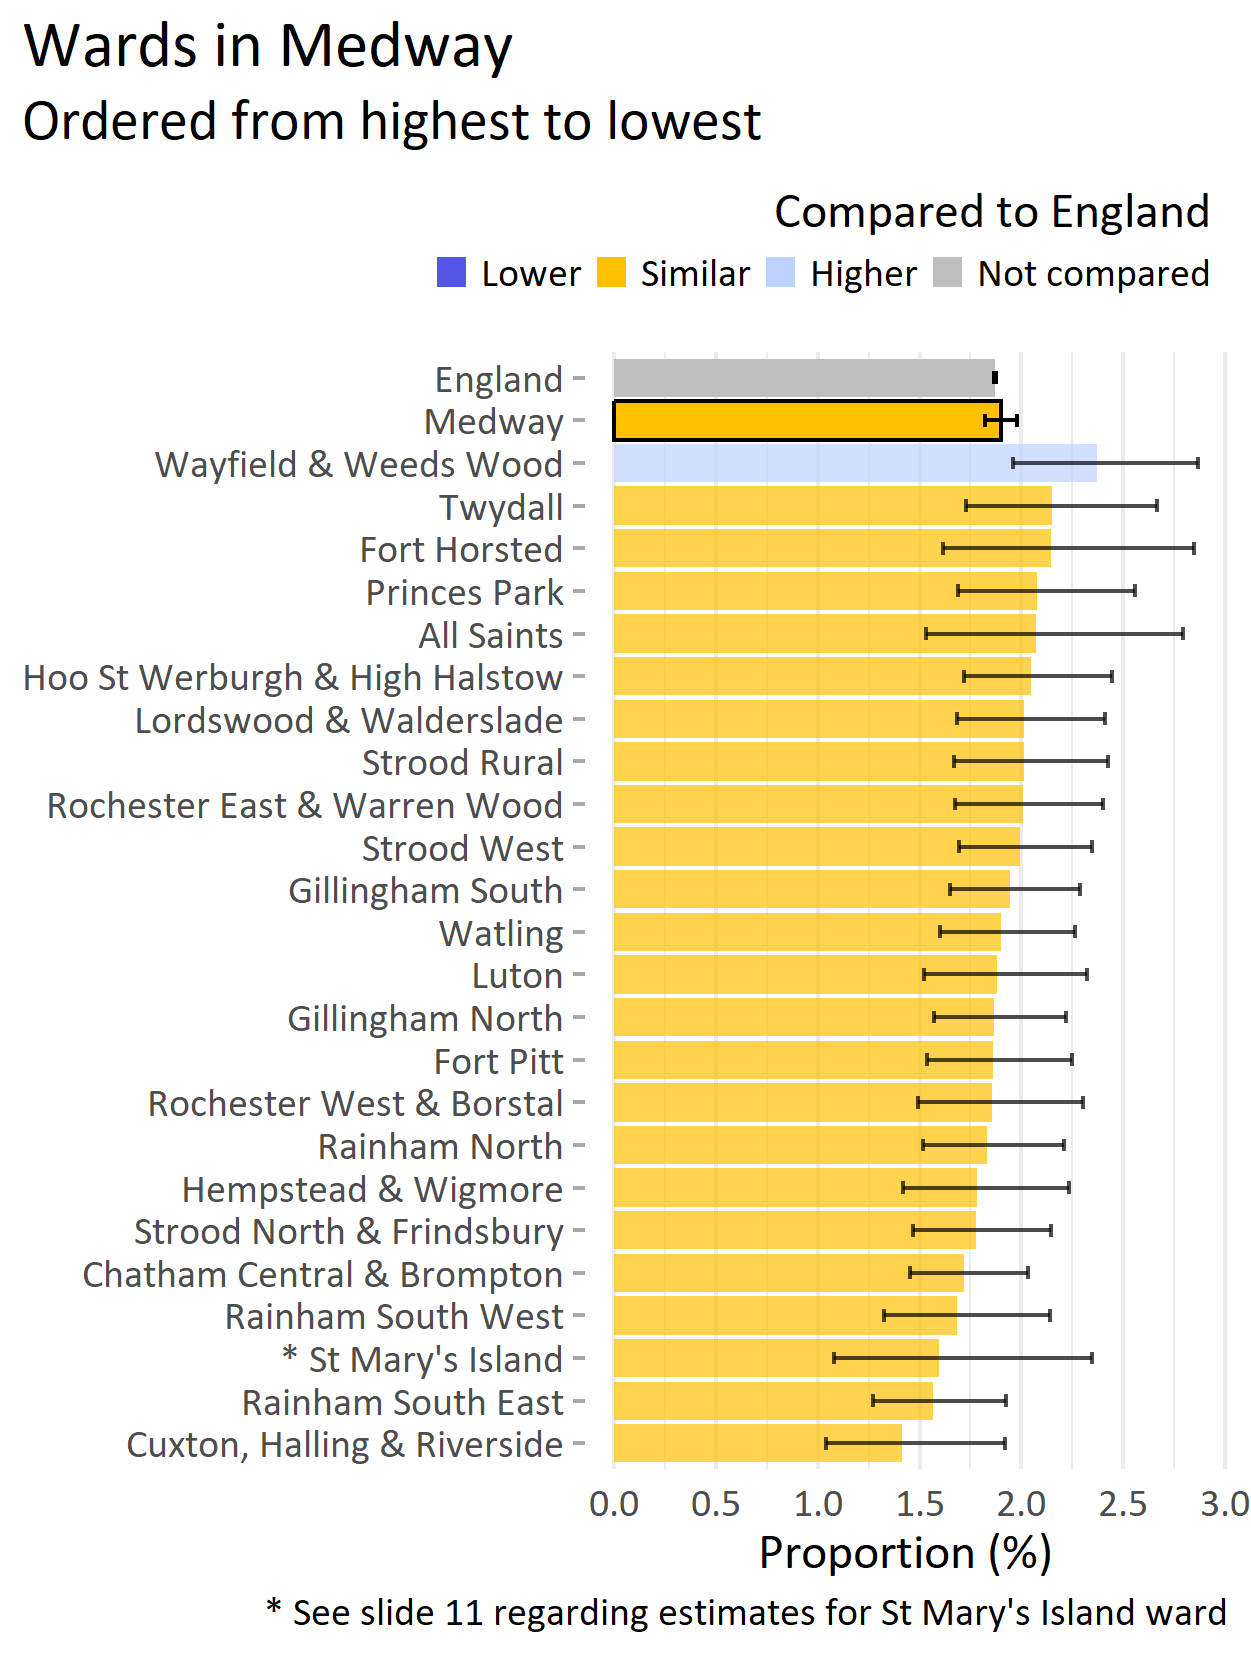 Wards in Medway
Ordered from highest to lowest
Compared to England
Lower Similar Higher Not compared
England
Medway
Wayfield & Weeds Wood
Twydall
Fort Horsted
Princes Park
All Saints
Hoo St Werburgh & High Halstow
Lordswood & Walderslade
Strood Rural
Rochester East & Warren Wood
Strood West
Gillingham South
Watling
Luton
Gillingham North
Fort Pitt
Rochester West & Borstal
Rainham North
Hempstead & Wigmore
Strood North & Frindsbury
Chatham Central & Brompton
Rainham South West
* St Mary's Island
Rainham South East
Cuxton, Halling & Riverside
0.0 0.5 1.0 1.5 2.0 2.5 3.0
Proportion (%)
* See slide 11 regarding estimates for St Mary's Island ward